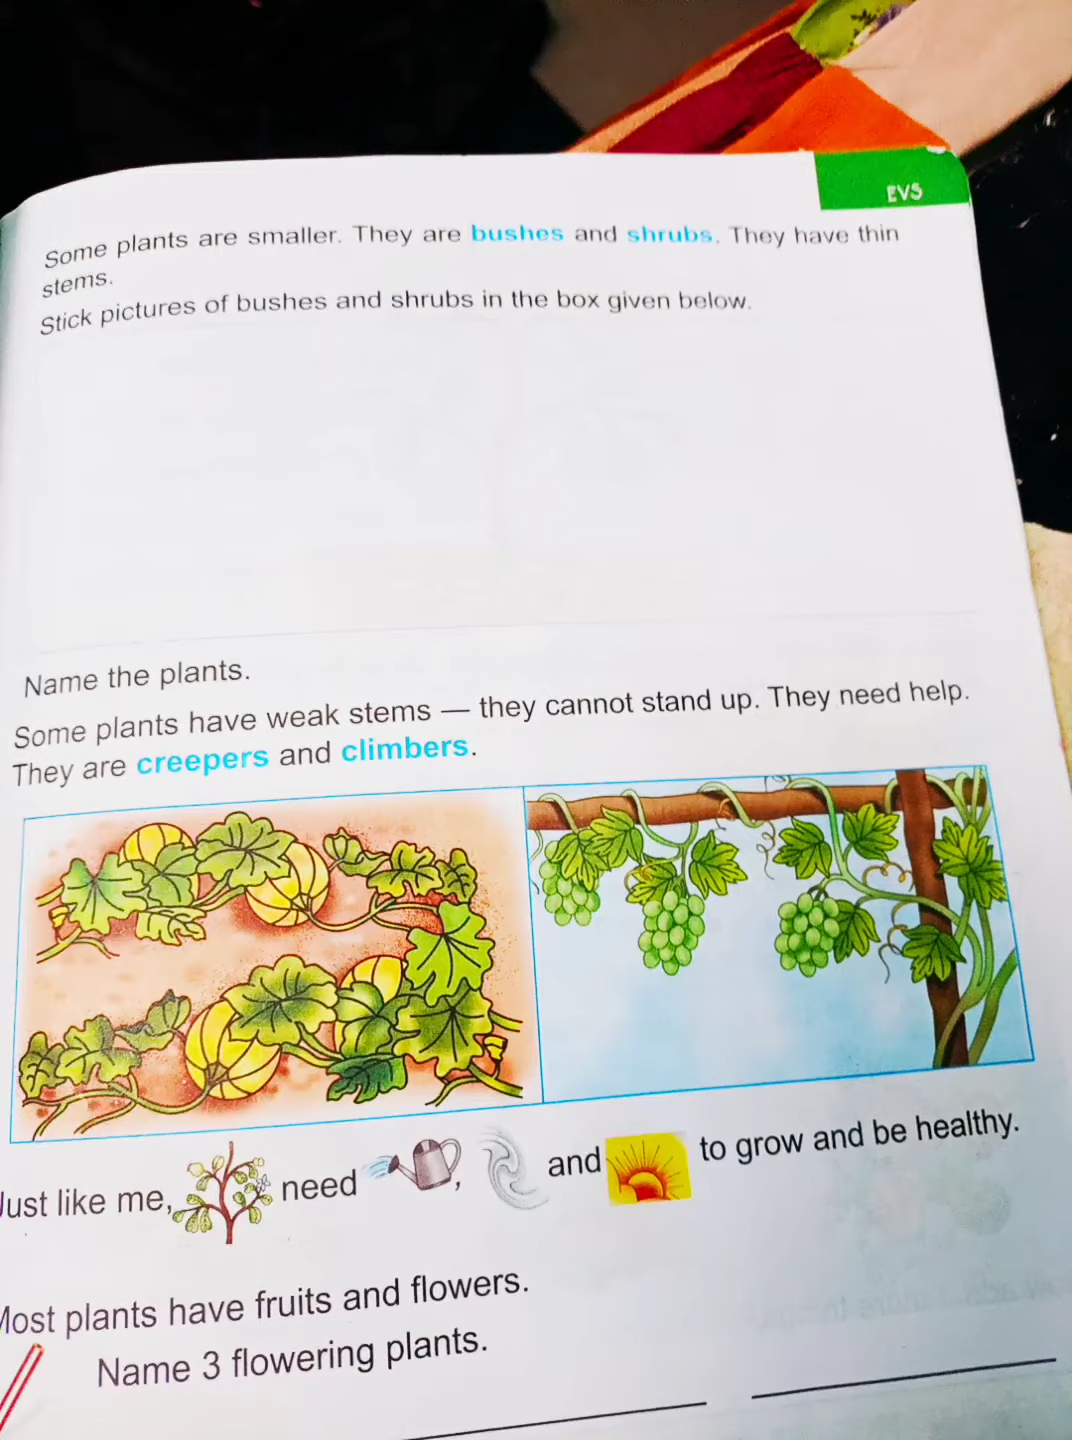 EVS
Some plants are smaller. They are bushes and shrubs. They have thin
stems.
Stick pictures of bushes and shrubs in the box given below.
Name the plants.
Some plants have weak stems — they cannot stand up. They need help.
They are creepers and climbers.
Just like me, need , and to grow and be healthy.
Most plants have fruits and flowers.
Name 3 flowering plants.